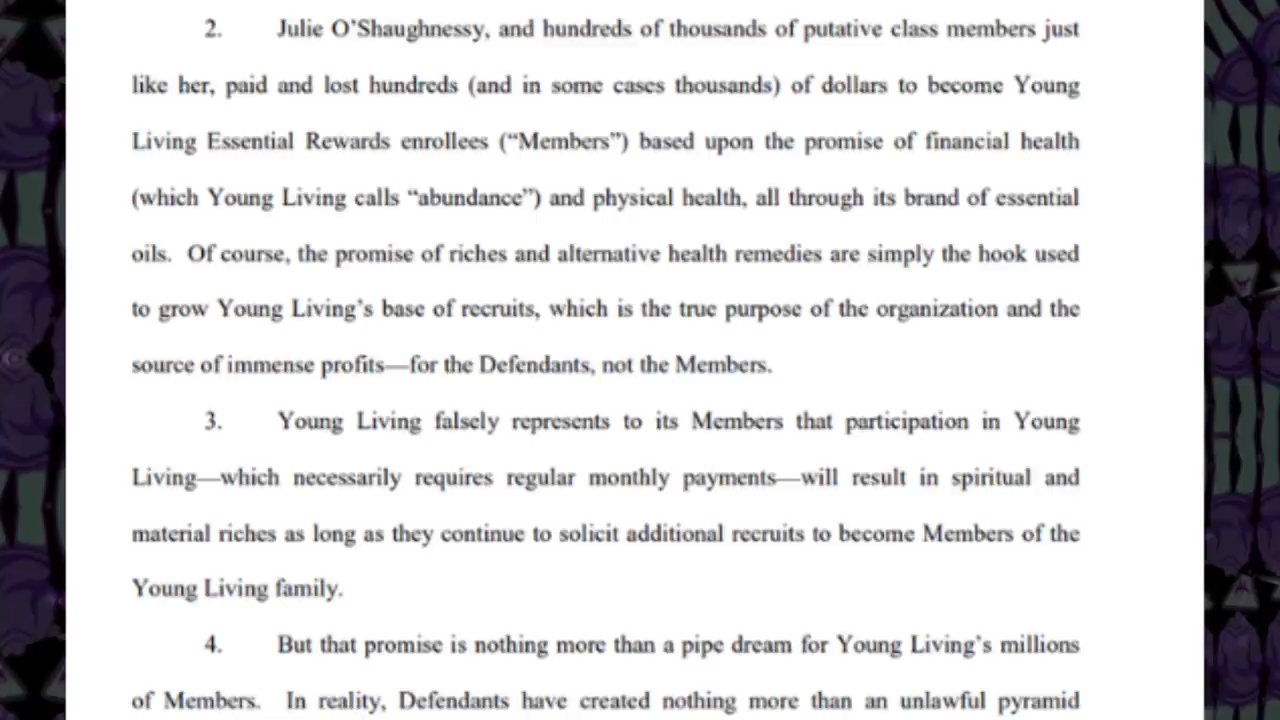 2. Julie O'Shaughnessy, and hundreds of thousands of putative class members just
like her, paid and lost hundreds (and in some cases thousands) of dollars to become Young
Living Essential Rewards enrollees (“Members”) based upon the promise of financial health
(which Young Living calls “abundance”) and physical health, all through its brand of essential
oils. Of course, the promise of riches and alternative health remedies are simply the hook used
to grow Young Living's base of recruits, which is the true purpose of the organization and the
source of immense profits—for the Defendants, not the Members.
3. Young Living falsely represents to its Members that participation in Young
Living—which necessarily requires regular monthly payments—will result in spiritual and
material riches as long as they continue to solicit additional recruits to become Members of the
Young Living family.
4. But that promise is nothing more than a pipe dream for Young Living's millions
of Members. In reality, Defendants have created nothing more than an unlawful pyramid